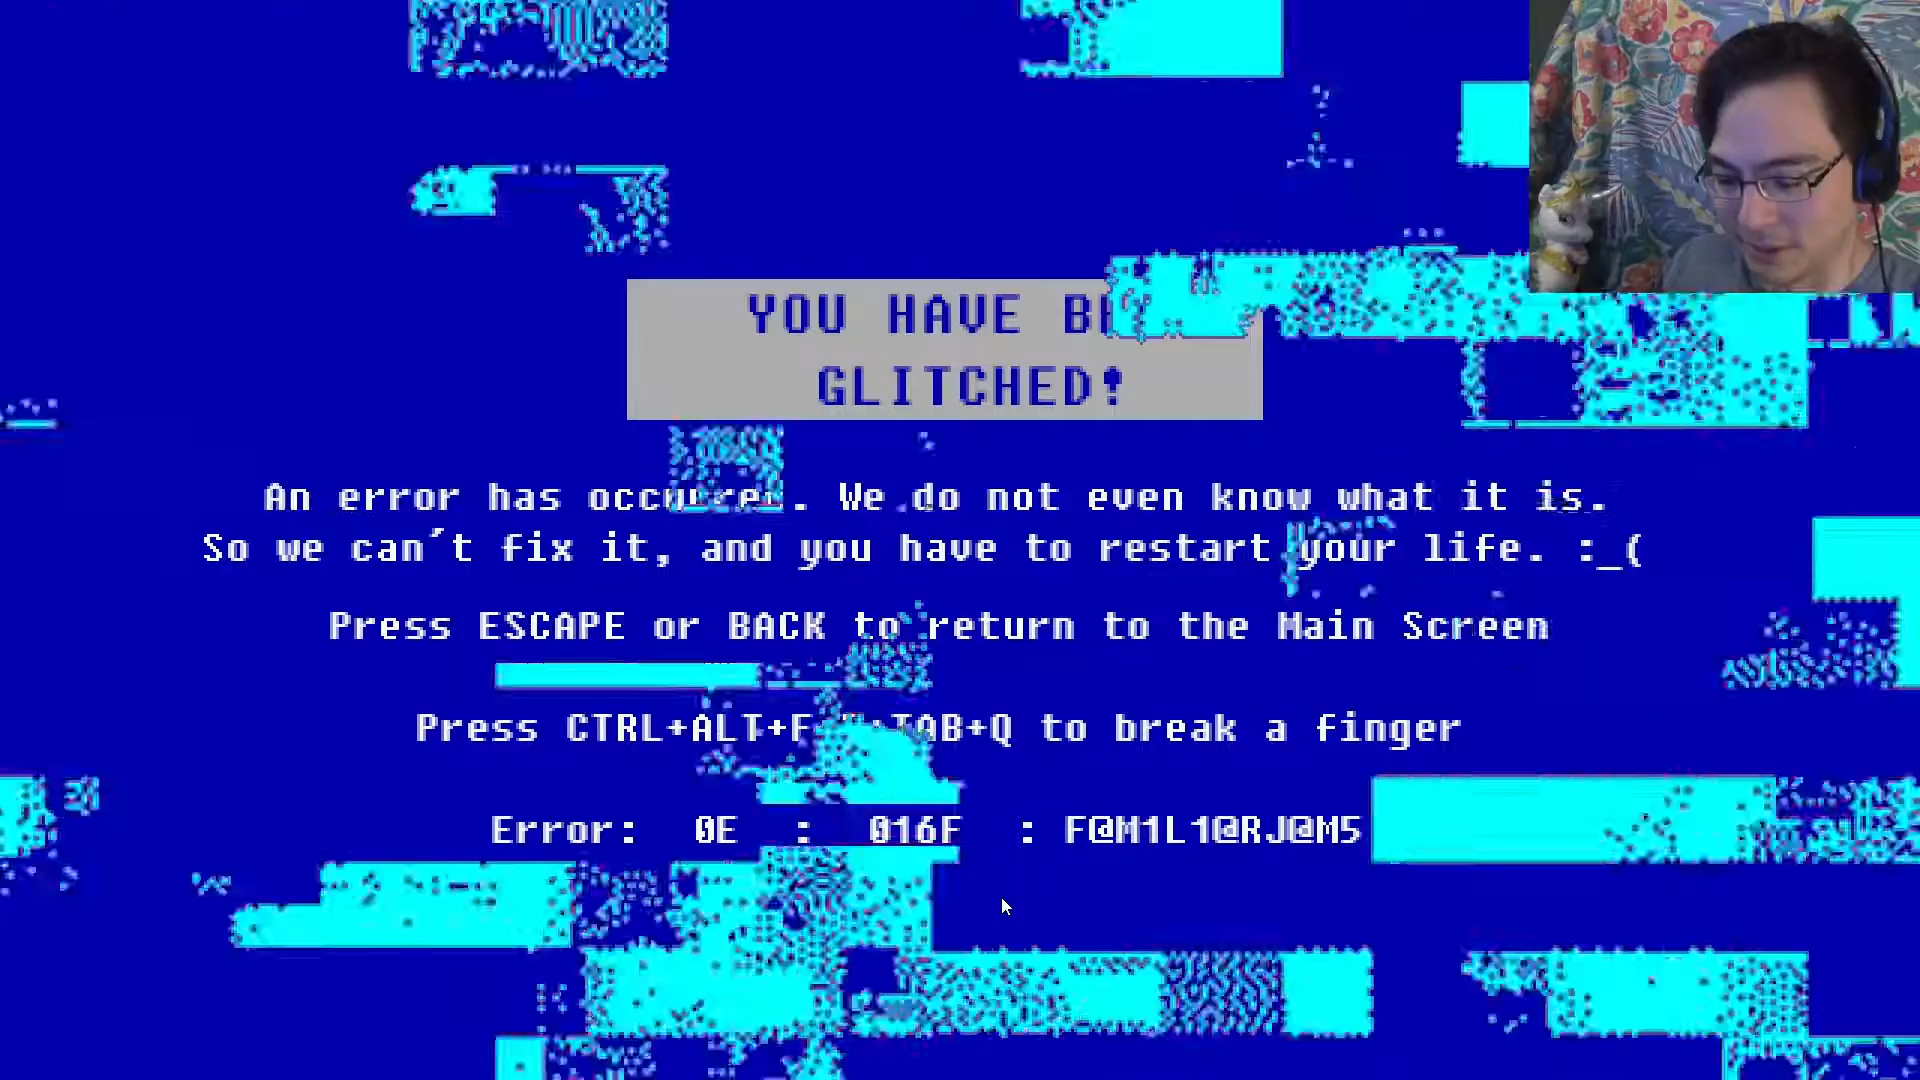 YOU HAVE
GLITCHED!
An error has occurred. We do not even know what it is.
So we can't fix it, and you have to restart your life. :_(
Press ESCAPE or BACK to return to the Main Screen
Press CTRL+ALT+F TAB+Q to break a finger
Error: 0E : 016F : F@M1L1@RJ@M5